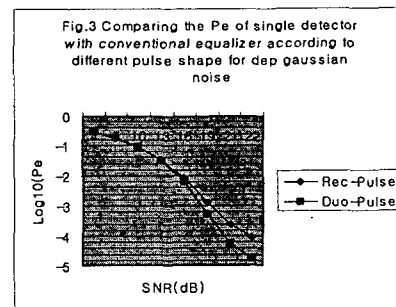 Fig.3 Comparing the Pe of single detector
with conventional equalizer according to
different pulse shape for dep gaussian
noise
0
-1
-2
-3
-4
-5
Log10(Pe
SNR(dB)
Rec-Pulse
Duo-Pulse